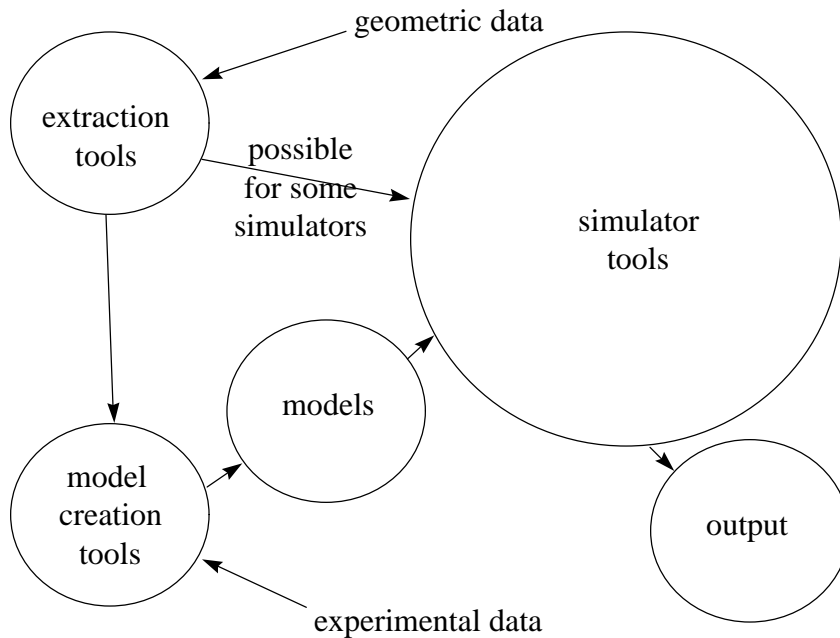 geometric data
extraction
tools
possible
for some
simulators
simulator
tools
models
model
creation
tools
output
experimental data